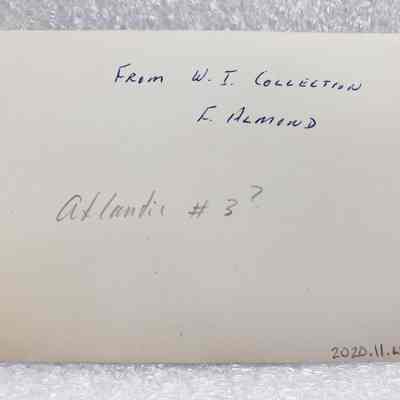 FROM W. I. COLLECTION
F. ALMOND
Atlantic # 3?
2020.11.